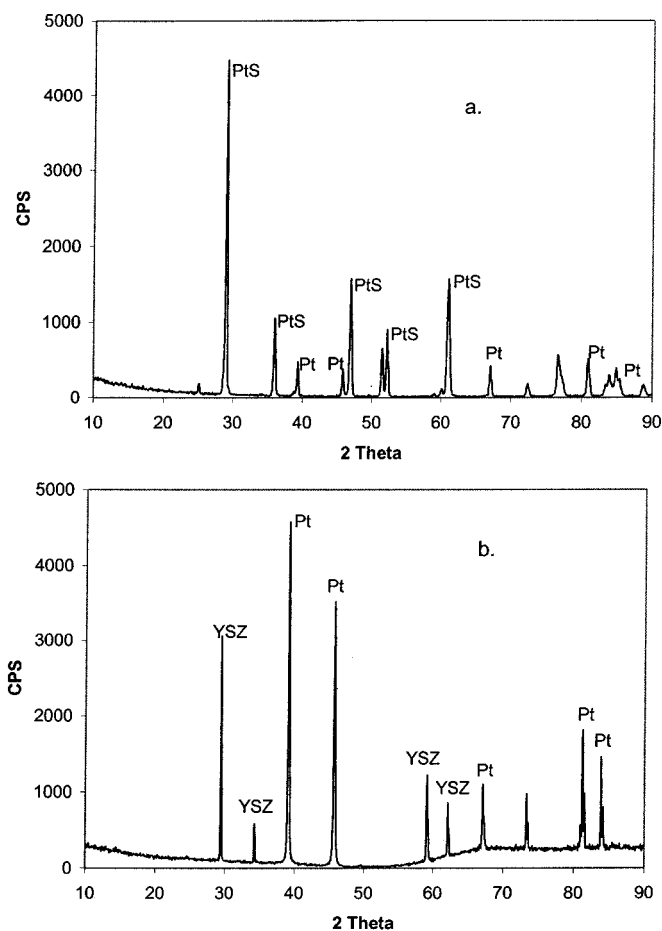 5000
PtS
a.
4000
3000
CPS
2000
PtS PtS
PtS
1000
PtS
Pt Pt Pt Pt Pt
0
10 20 30 40 50 60 70 80 90
2 Theta
5000
Pt
b.
4000
Pt
YSZ
3000
CPS
2000
Pt
Pt
YSZ
YSZ Pt
1000
YSZ
0
10 20 30 40 50 60 70 80 90
2 Theta